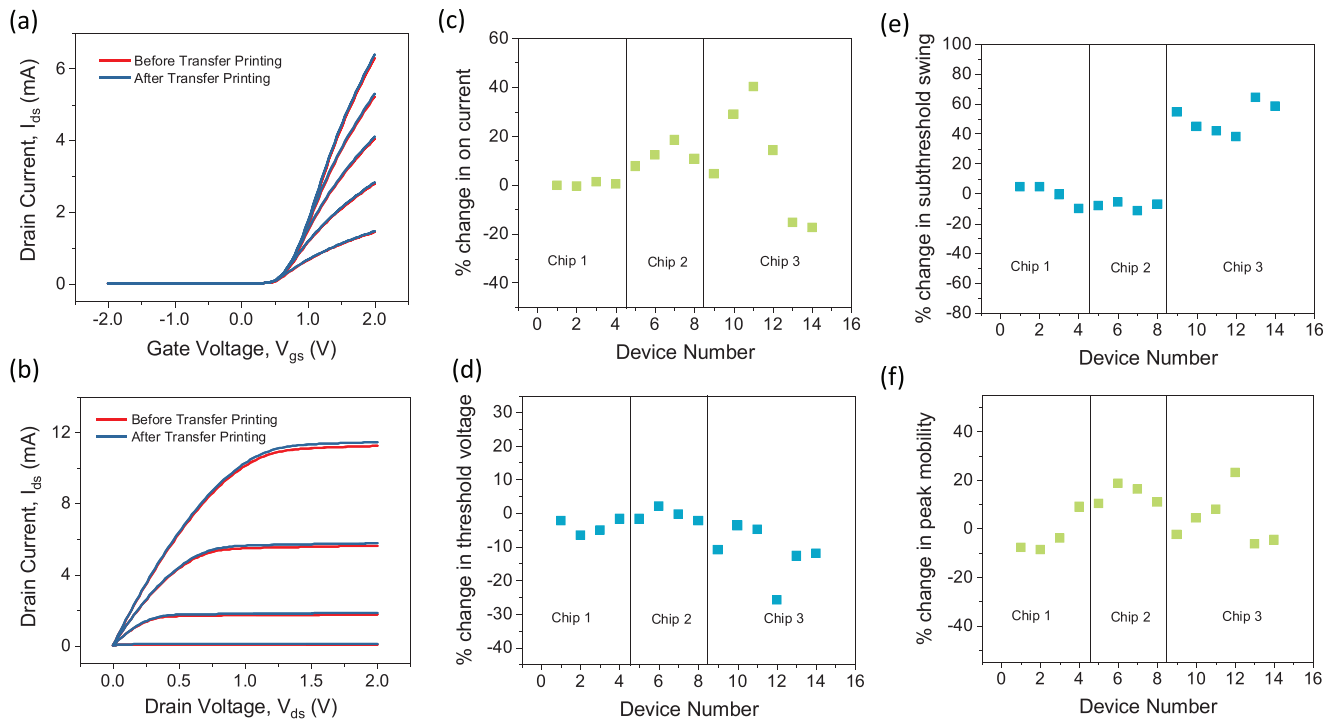 (a)
Drain Current, Ids (mA)
6
4
2
0
Before Transfer Printing
After Transfer Printing
-2.0 -1.0 0.0 1.0 2.0
Gate Voltage, Vgs (V)
(b)
Drain Current, Ids (mA)
12
8
4
0
Before Transfer Printing
After Transfer Printing
0.0 0.5 1.0 1.5 2.0
Drain Voltage, Vds (V)
(c)
% change in on current
60
40
20
0
-20
-40
Chip 1 Chip 2 Chip 3
0 2 4 6 8 10 12 14 16
Device Number
(d)
% change in threshold voltage
30
20
10
0
-10
-20
-30
-40
Chip 1 Chip 2 Chip 3
0 2 4 6 8 10 12 14 16
Device Number
(e)
% change in subthreshold swing
100
80
60
40
20
0
-20
-40
-60
-80
Chip 1 Chip 2 Chip 3
0 2 4 6 8 10 12 14 16
Device Number
(f)
% change in peak mobility
40
20
0
-20
-40
Chip 1 Chip 2 Chip 3
0 2 4 6 8 10 12 14 16
Device Number